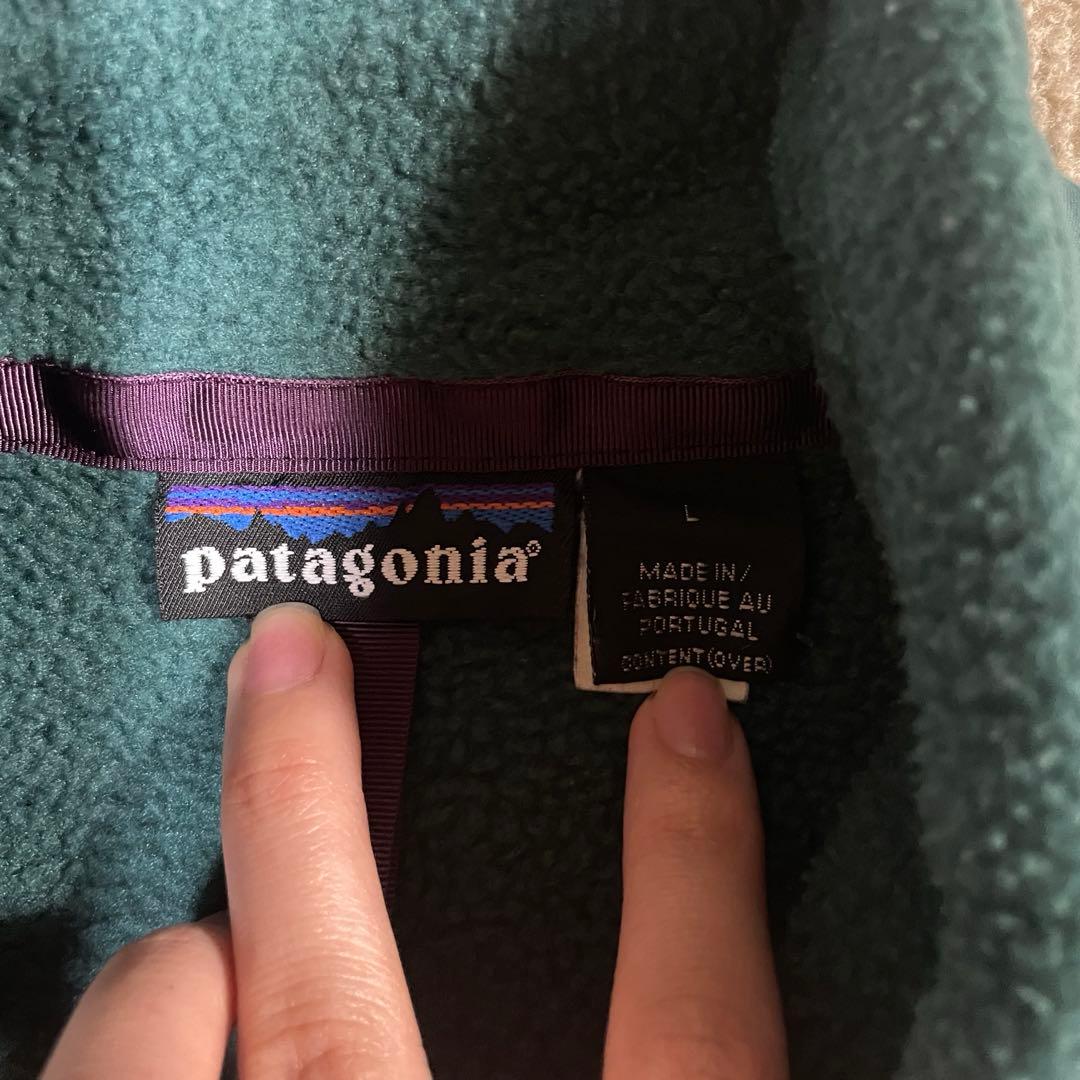 patagonia®
L
MADE IN/
FABRIQUE AU
PORTUGAL
CONTENT(OVER)